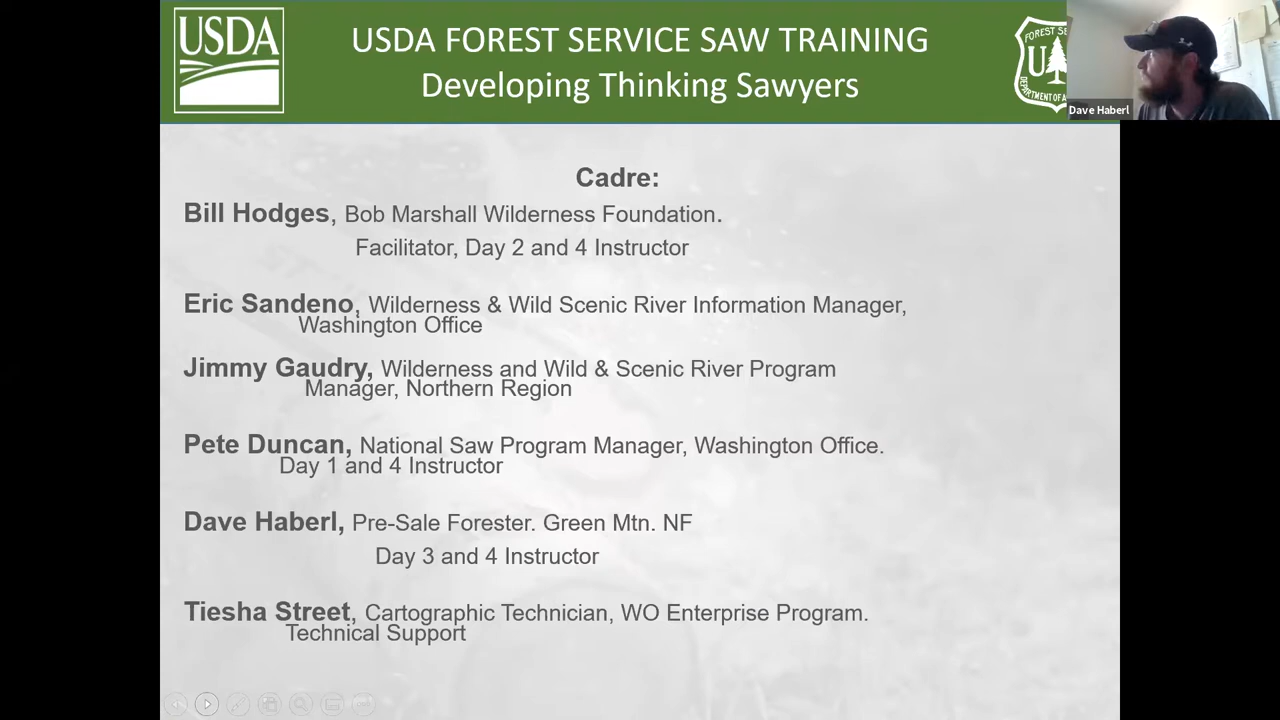 USDA
USDA FOREST SERVICE SAW TRAINING
Developing Thinking Sawyers
FOREST
U
DEPARTMENT OF
Dave Haberl
Cadre:
Bill Hodges, Bob Marshall Wilderness Foundation.
Facilitator, Day 2 and 4 Instructor
Eric Sandeno, Wilderness & Wild Scenic River Information Manager,
Washington Office
Jimmy Gaudry, Wilderness and Wild & Scenic River Program
Manager, Northern Region
Pete Duncan, National Saw Program Manager, Washington Office.
Day 1 and 4 Instructor
Dave Haberl, Pre-Sale Forester. Green Mtn. NF
Day 3 and 4 Instructor
Tiesha Street, Cartographic Technician, WO Enterprise Program.
Technical Support